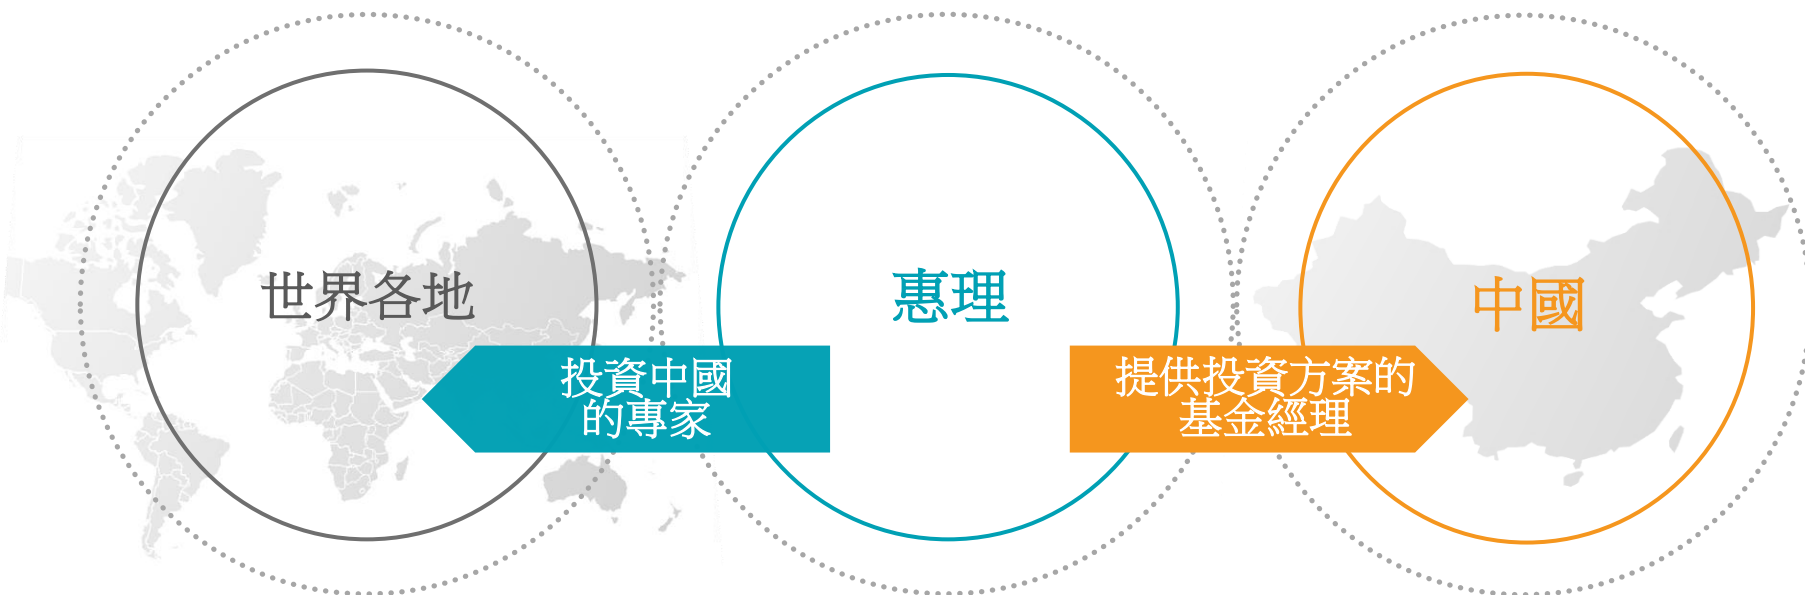 世界各地
惠理
中國
投資中國
的專家
提供投資方案的
基金經理